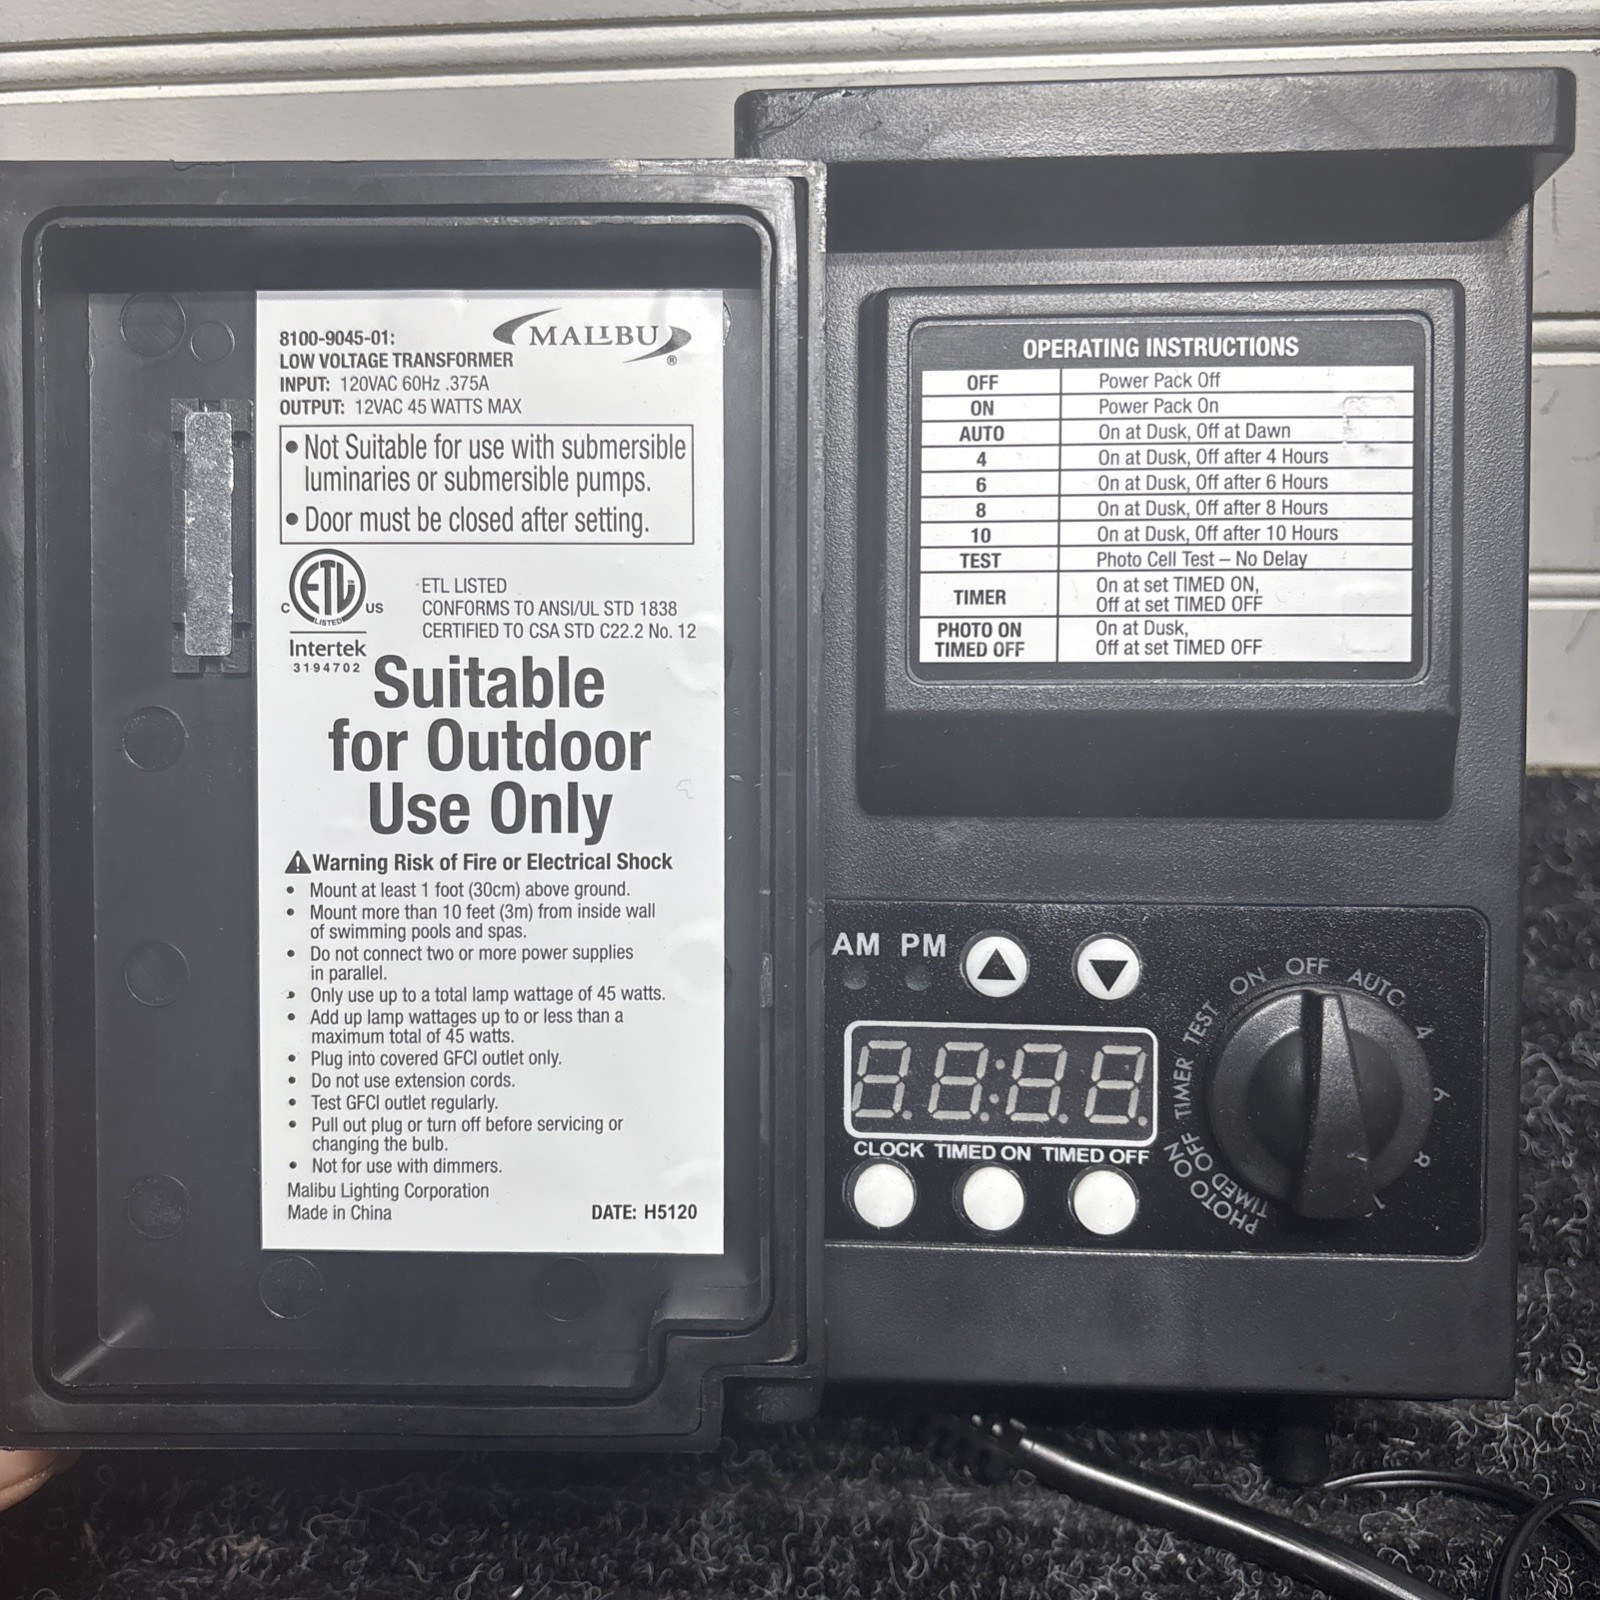 8100-9045-01:
MALIBU
®
LOW VOLTAGE TRANSFORMER
INPUT: 120VAC 60Hz .375A
OUTPUT: 12VAC 45 WATTS MAX
• Not Suitable for use with submersible
luminaries or submersible pumps.
• Door must be closed after setting.
ETL
LISTED
C US
Intertek
3194702
ETL LISTED
CONFORMS TO ANSI/UL STD 1838
CERTIFIED TO CSA STD C22.2 No. 12
Suitable
for Outdoor
Use Only
Warning Risk of Fire or Electrical Shock
• Mount at least 1 foot (30cm) above ground.
• Mount more than 10 feet (3m) from inside wall
of swimming pools and spas.
• Do not connect two or more power supplies
in parallel.
• Only use up to a total lamp wattage of 45 watts.
• Add up lamp wattages up to or less than a
maximum total of 45 watts.
• Plug into covered GFCI outlet only.
• Do not use extension cords.
• Test GFCI outlet regularly.
• Pull out plug or turn off before servicing or
changing the bulb.
• Not for use with dimmers.
Malibu Lighting Corporation
Made in China
DATE: H5120
OPERATING INSTRUCTIONS
OFF Power Pack Off
ON Power Pack On
AUTO On at Dusk, Off at Dawn
4 On at Dusk, Off after 4 Hours
6 On at Dusk, Off after 6 Hours
8 On at Dusk, Off after 8 Hours
10 On at Dusk, Off after 10 Hours
TEST Photo Cell Test – No Delay
TIMER On at set TIMED ON,
Off at set TIMED OFF
PHOTO ON On at Dusk,
TIMED OFF Off at set TIMED OFF
AM PM
CLOCK TIMED ON TIMED OFF
PHOTO ON
TIMED OFF
TIMER
TEST
ON
OFF
AUTO
4
6
8